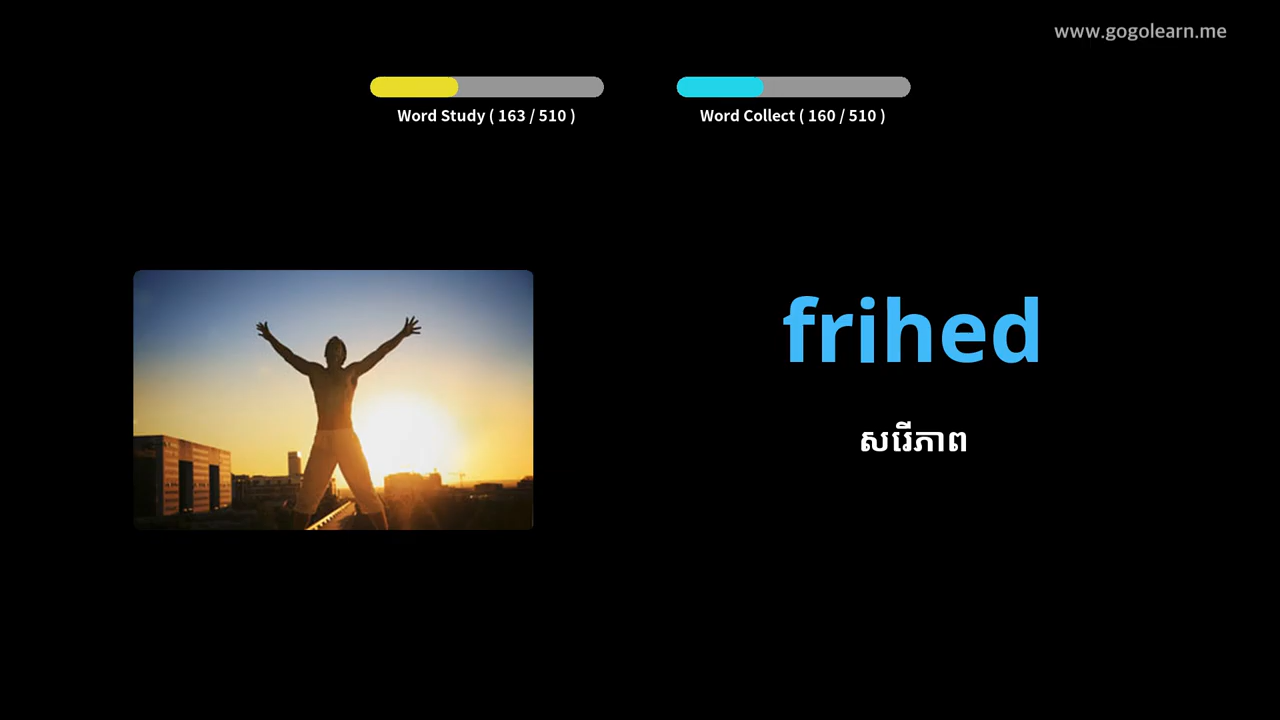 www.gogolearn.me
Word Study ( 163 / 510 )
Word Collect ( 160 / 510 )
frihed
សេរីភាព